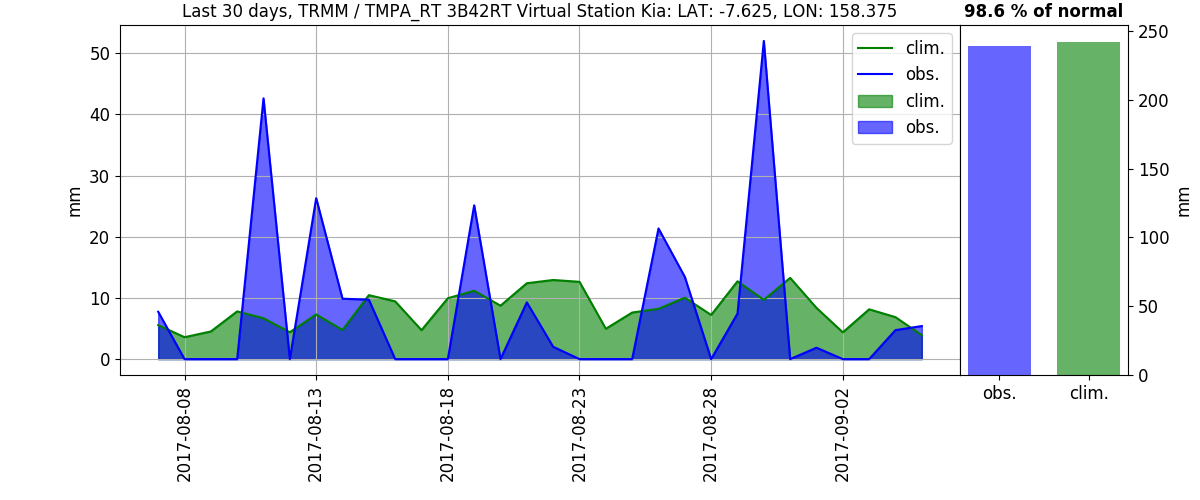 Last 30 days, TRMM / TMPA_RT 3B42RT Virtual Station Kia: LAT: -7.625, LON: 158.375
98.6 % of normal
mm
50
40
30
20
10
0
clim.
obs.
clim.
obs.
2017-08-08
2017-08-13
2017-08-18
2017-08-23
2017-08-28
2017-09-02
250
200
150
100
50
0
mm
obs.
clim.